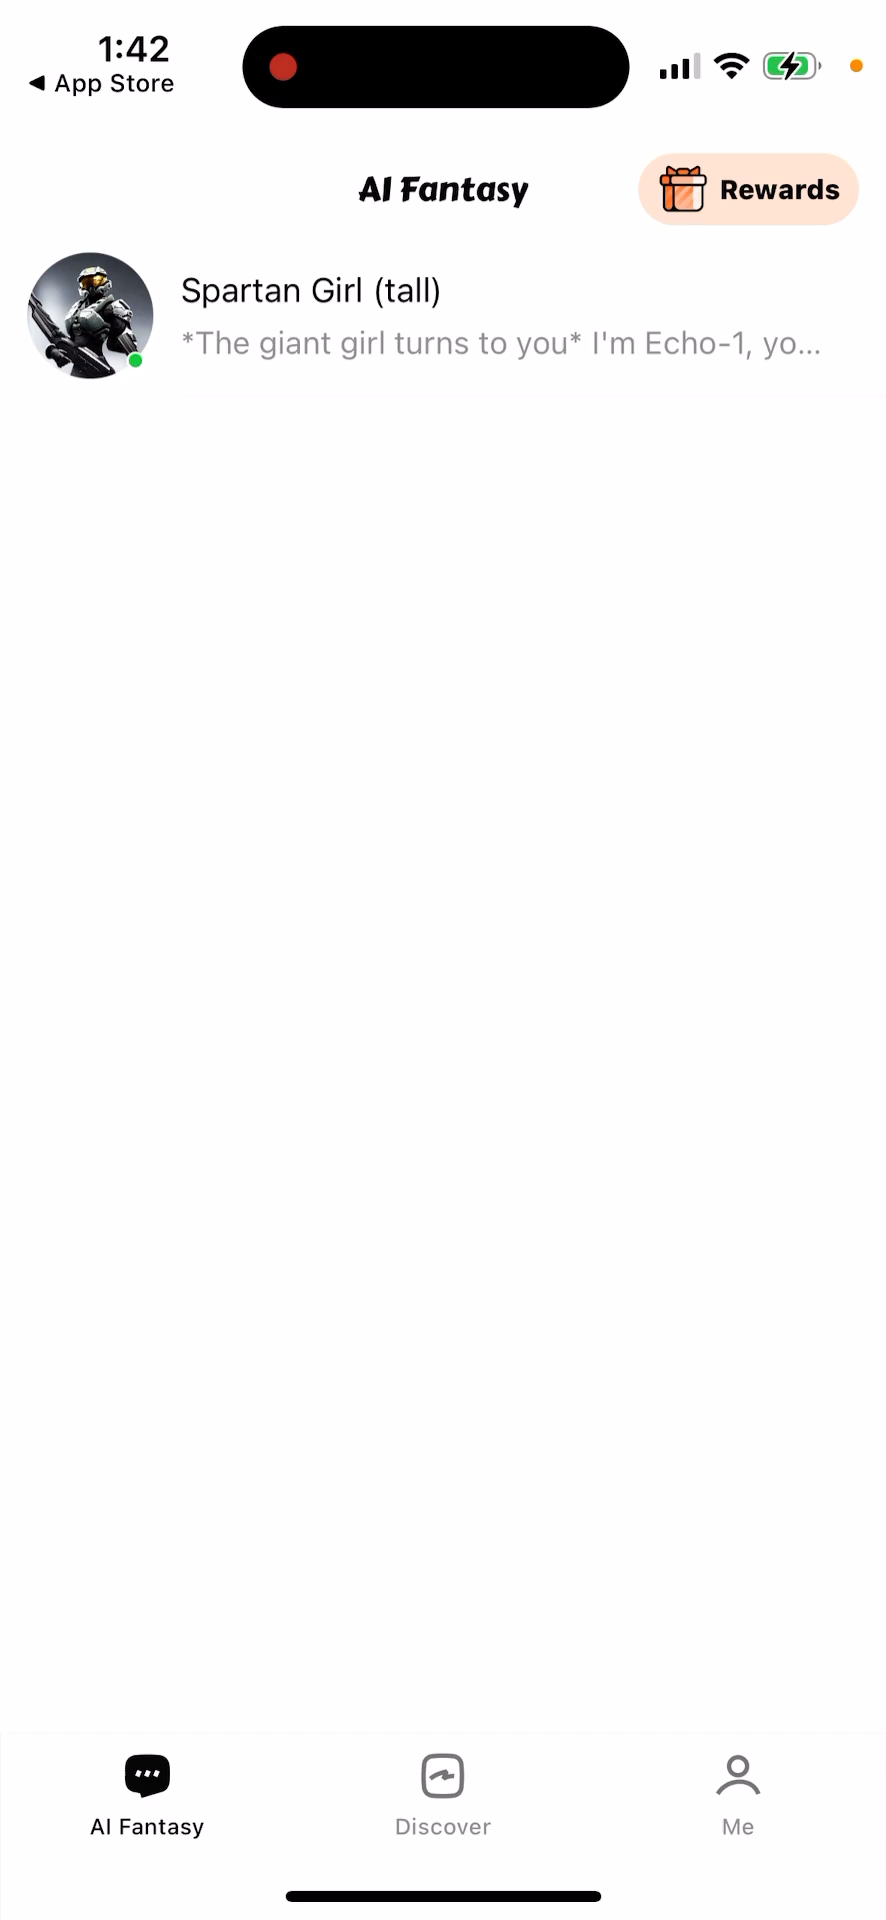 1:42
◀ App Store
AI Fantasy
Rewards
Spartan Girl (tall)
*The giant girl turns to you* I'm Echo-1, yo...
AI Fantasy
Discover
Me